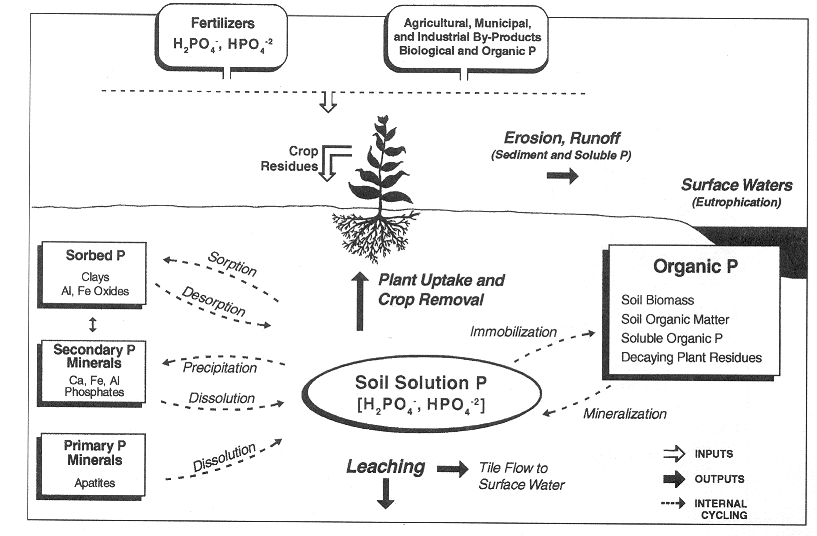 Fertilizers
H₂PO₄⁻, HPO₄⁻²
Agricultural, Municipal,
and Industrial By-Products
Biological and Organic P
Crop
Residues
Erosion, Runoff
(Sediment and Soluble P)
Surface Waters
(Eutrophication)
Sorbed P
Clays
Al, Fe Oxides
Sorption
Desorption
Plant Uptake and
Crop Removal
Organic P
Soil Biomass
Soil Organic Matter
Soluble Organic P
Decaying Plant Residues
Immobilization
Mineralization
Secondary P
Minerals
Ca, Fe, Al
Phosphates
Precipitation
Dissolution
Soil Solution P
[H₂PO₄⁻, HPO₄⁻²]
Primary P
Minerals
Apatites
Dissolution
Leaching
Tile Flow to
Surface Water
INPUTS
OUTPUTS
INTERNAL
CYCLING